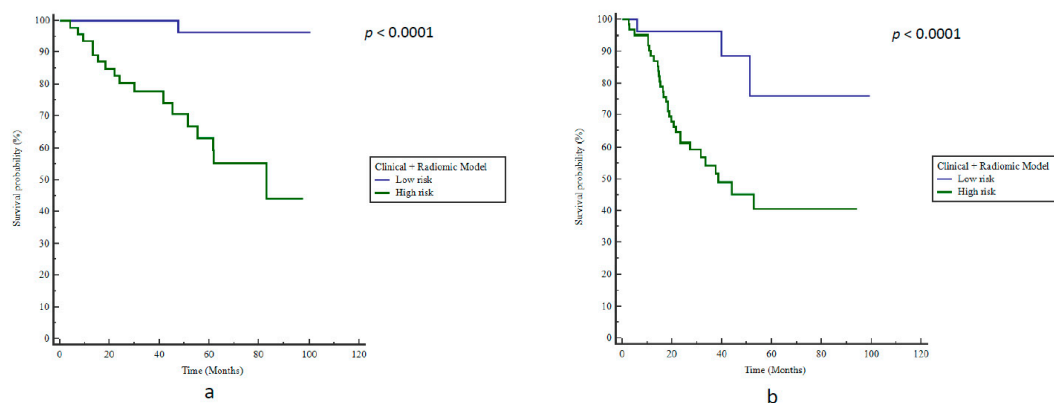 p < 0.0001
100
90
80
70
60
50
40
30
20
10
0
Survival probability (%)
0 20 40 60 80 100 120
Time (Months)
Clinical + Radiomic Model
Low risk
High risk
a
p < 0.0001
100
90
80
70
60
50
40
30
20
10
0
Survival probability (%)
0 20 40 60 80 100 120
Time (Months)
Clinical + Radiomic Model
Low risk
High risk
b